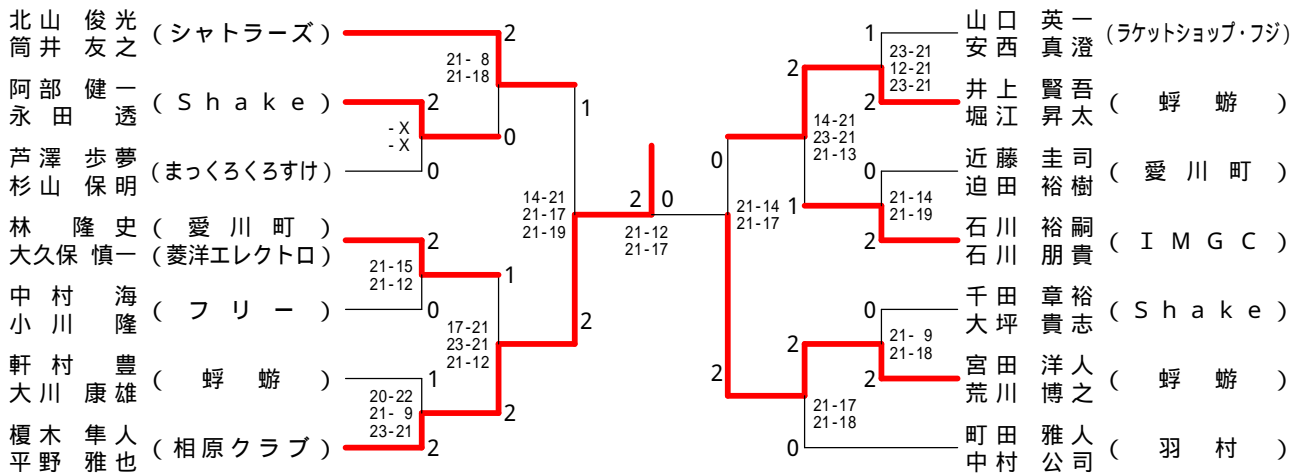 北山 俊光
筒井 友之 (シャトラーズ)
阿部 健一
永田 透 (Shake)
芦澤 歩夢
杉山 保明 (まっくろくろすけ)
林 隆史 (愛川町)
大久保 慎一 (菱洋エレクトロ)
中村 海
小川 隆 (フリー)
軒村 豊
大川 康雄 (蜉蝣)
榎木 隼人
平野 雅也 (相原クラブ)
2
21- 8
21-18
2
0
- X
- X
0
1
14-21
21-17
21-19
2
1
21-15
21-12
0
2
17-21
23-21
21-12
1
20-22
21- 9
23-21
2
2
2 0
21-12
21-17
1
23-21
12-21
23-21
2
2
14-21
23-21
21-13
0
0
21-14
21-19
1
2
21-14
21-17
0
21- 9
21-18
2
2
2
21-17
21-18
0
山口 英一
安西 真澄 (ラケットショップ・フジ)
井上 賢吾
堀江 昇太 (蜉蝣)
近藤 圭司
迫田 裕樹 (愛川町)
石川 裕嗣
石川 朋貴 (IMGC)
千田 章裕
大坪 貴志 (Shake)
宮田 洋人
荒川 博之 (蜉蝣)
町田 雅人
中村 公司 (羽村)